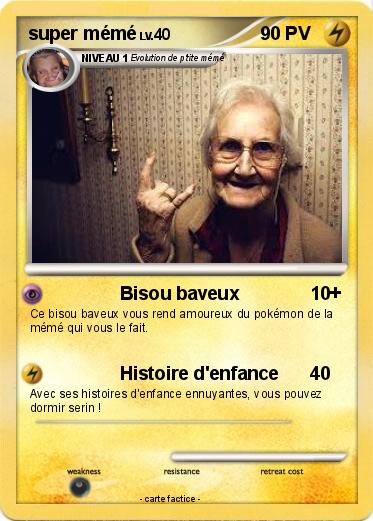 super mémé LV.40 90 PV
NIVEAU 1 Evolution de ptite mémé
Bisou baveux 10+
Ce bisou baveux vous rend amoureux du pokémon de la
mémé qui vous le fait.
Histoire d'enfance 40
Avec ses histoires d'enfance ennuyantes, vous pouvez
dormir serin !
weakness resistance retreat cost
- carte factice -